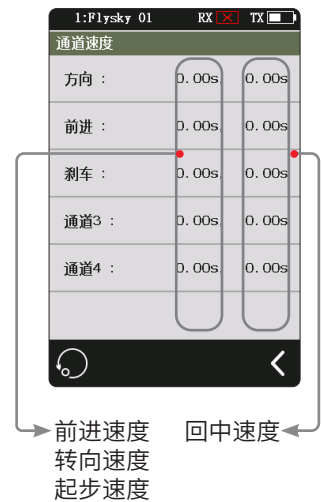 1:Flysky 01 RX TX
通道速度
方向 : 0.00s 0.00s
前进 : 0.00s 0.00s
刹车 : 0.00s 0.00s
通道3 : 0.00s 0.00s
通道4 : 0.00s 0.00s
前进速度 回中速度
转向速度
起步速度